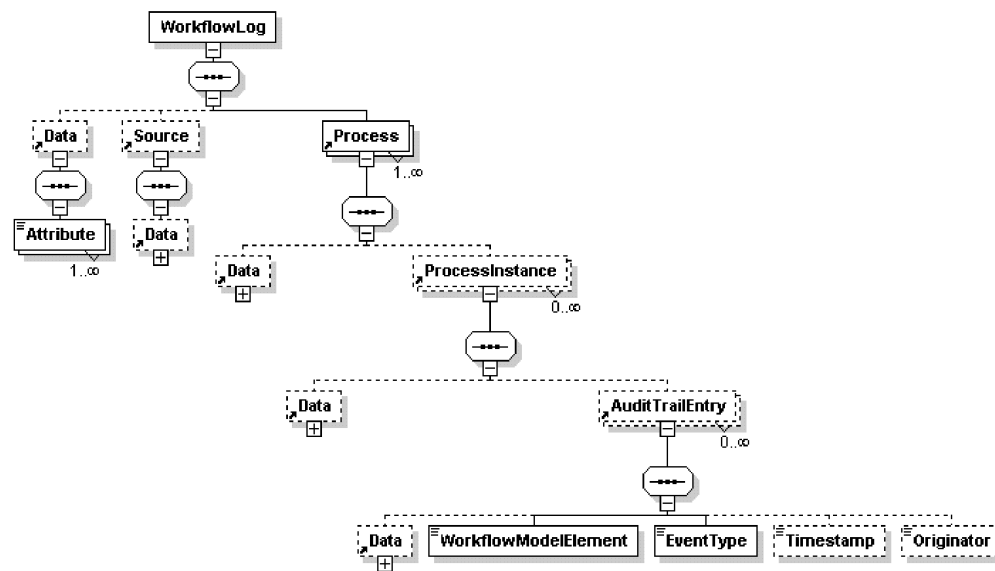 WorkflowLog
Data
Source
Process
1..∞
Attribute
1..∞
Data
Data
ProcessInstance
0..∞
Data
AuditTrailEntry
0..∞
Data
WorkflowModelElement
EventType
Timestamp
Originator